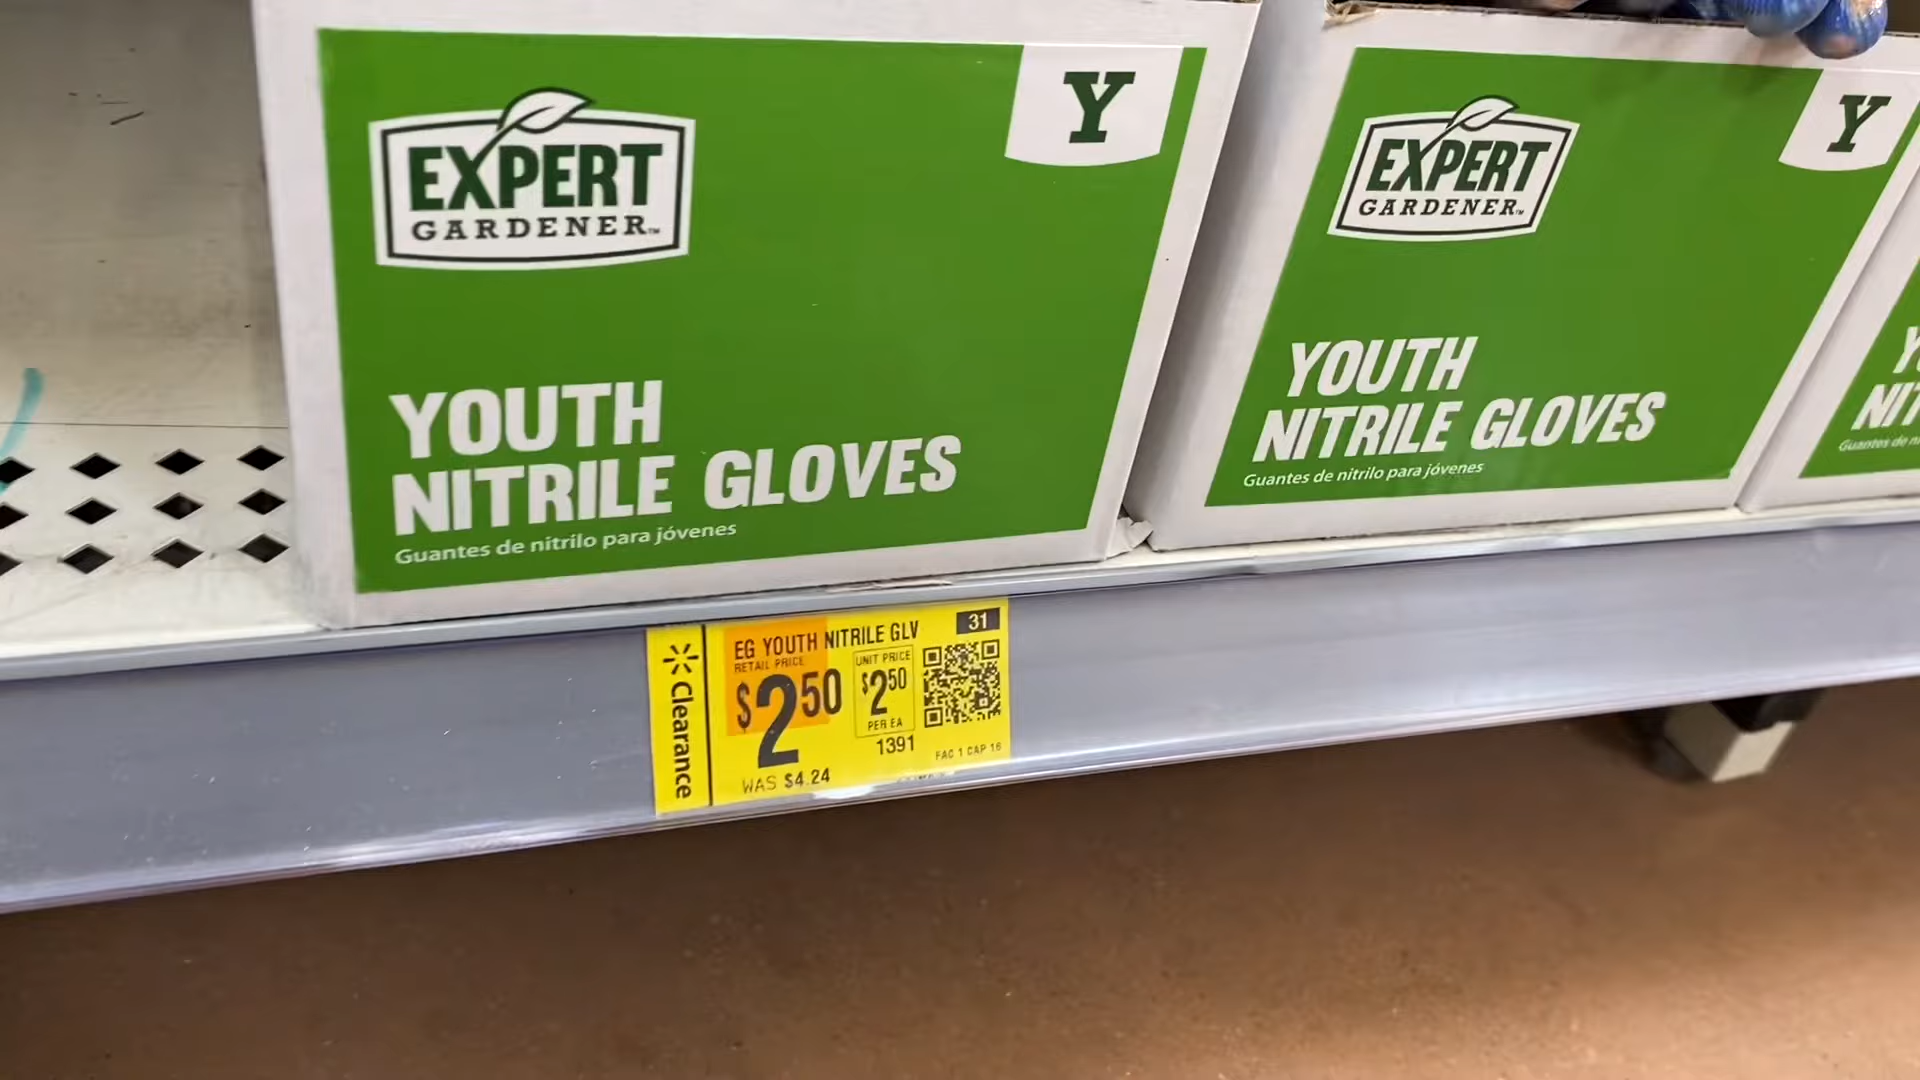 EXPERT
GARDENER™
Y
YOUTH
NITRILE GLOVES
Guantes de nitrilo para jóvenes
EXPERT
GARDENER™
Y
YOUTH
NITRILE GLOVES
Guantes de nitrilo para jóvenes
Clearance
EG YOUTH NITRILE GLV
31
RETAIL PRICE
$2.50
UNIT PRICE
$2.50
PER EA
1391
FAC 1 CAP 16
WAS $4.24